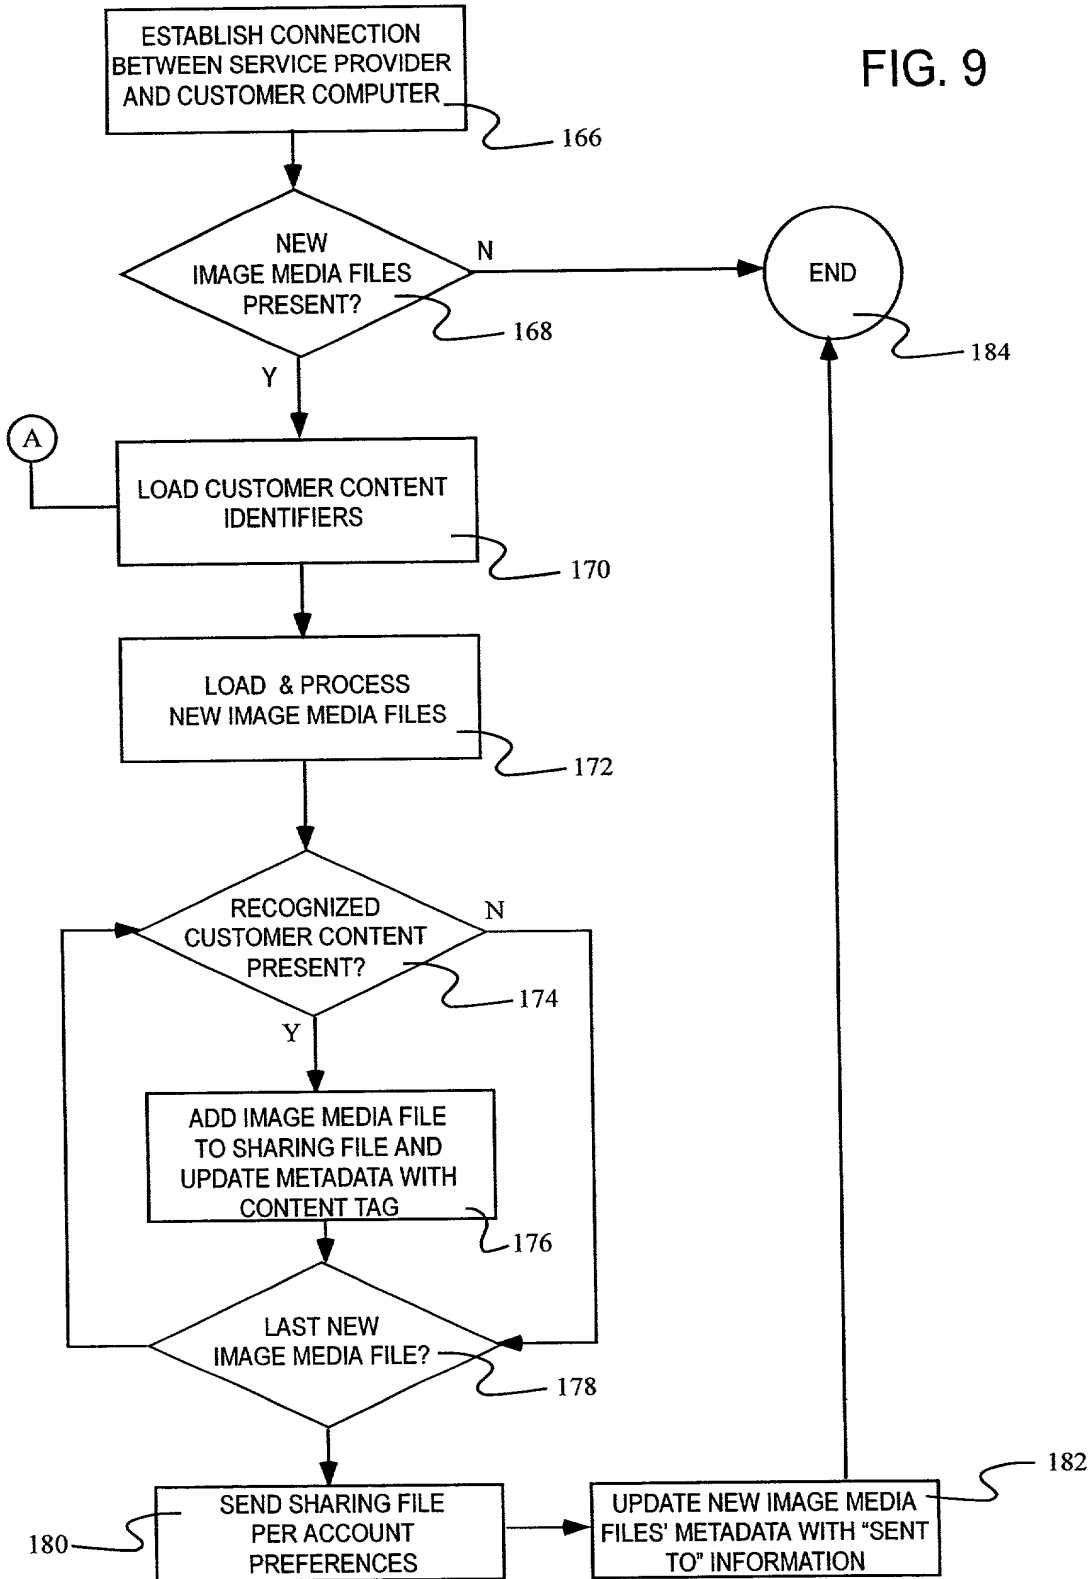 FIG. 9
ESTABLISH CONNECTION
BETWEEN SERVICE PROVIDER
AND CUSTOMER COMPUTER
166
NEW
IMAGE MEDIA FILES
PRESENT?
168
N
END
184
Y
A
LOAD CUSTOMER CONTENT
IDENTIFIERS
170
LOAD & PROCESS
NEW IMAGE MEDIA FILES
172
RECOGNIZED
CUSTOMER CONTENT
PRESENT?
174
N
Y
ADD IMAGE MEDIA FILE
TO SHARING FILE AND
UPDATE METADATA WITH
CONTENT TAG
176
LAST NEW
IMAGE MEDIA FILE?
178
SEND SHARING FILE
PER ACCOUNT
PREFERENCES
180
UPDATE NEW IMAGE MEDIA
FILES' METADATA WITH "SENT
TO" INFORMATION
182